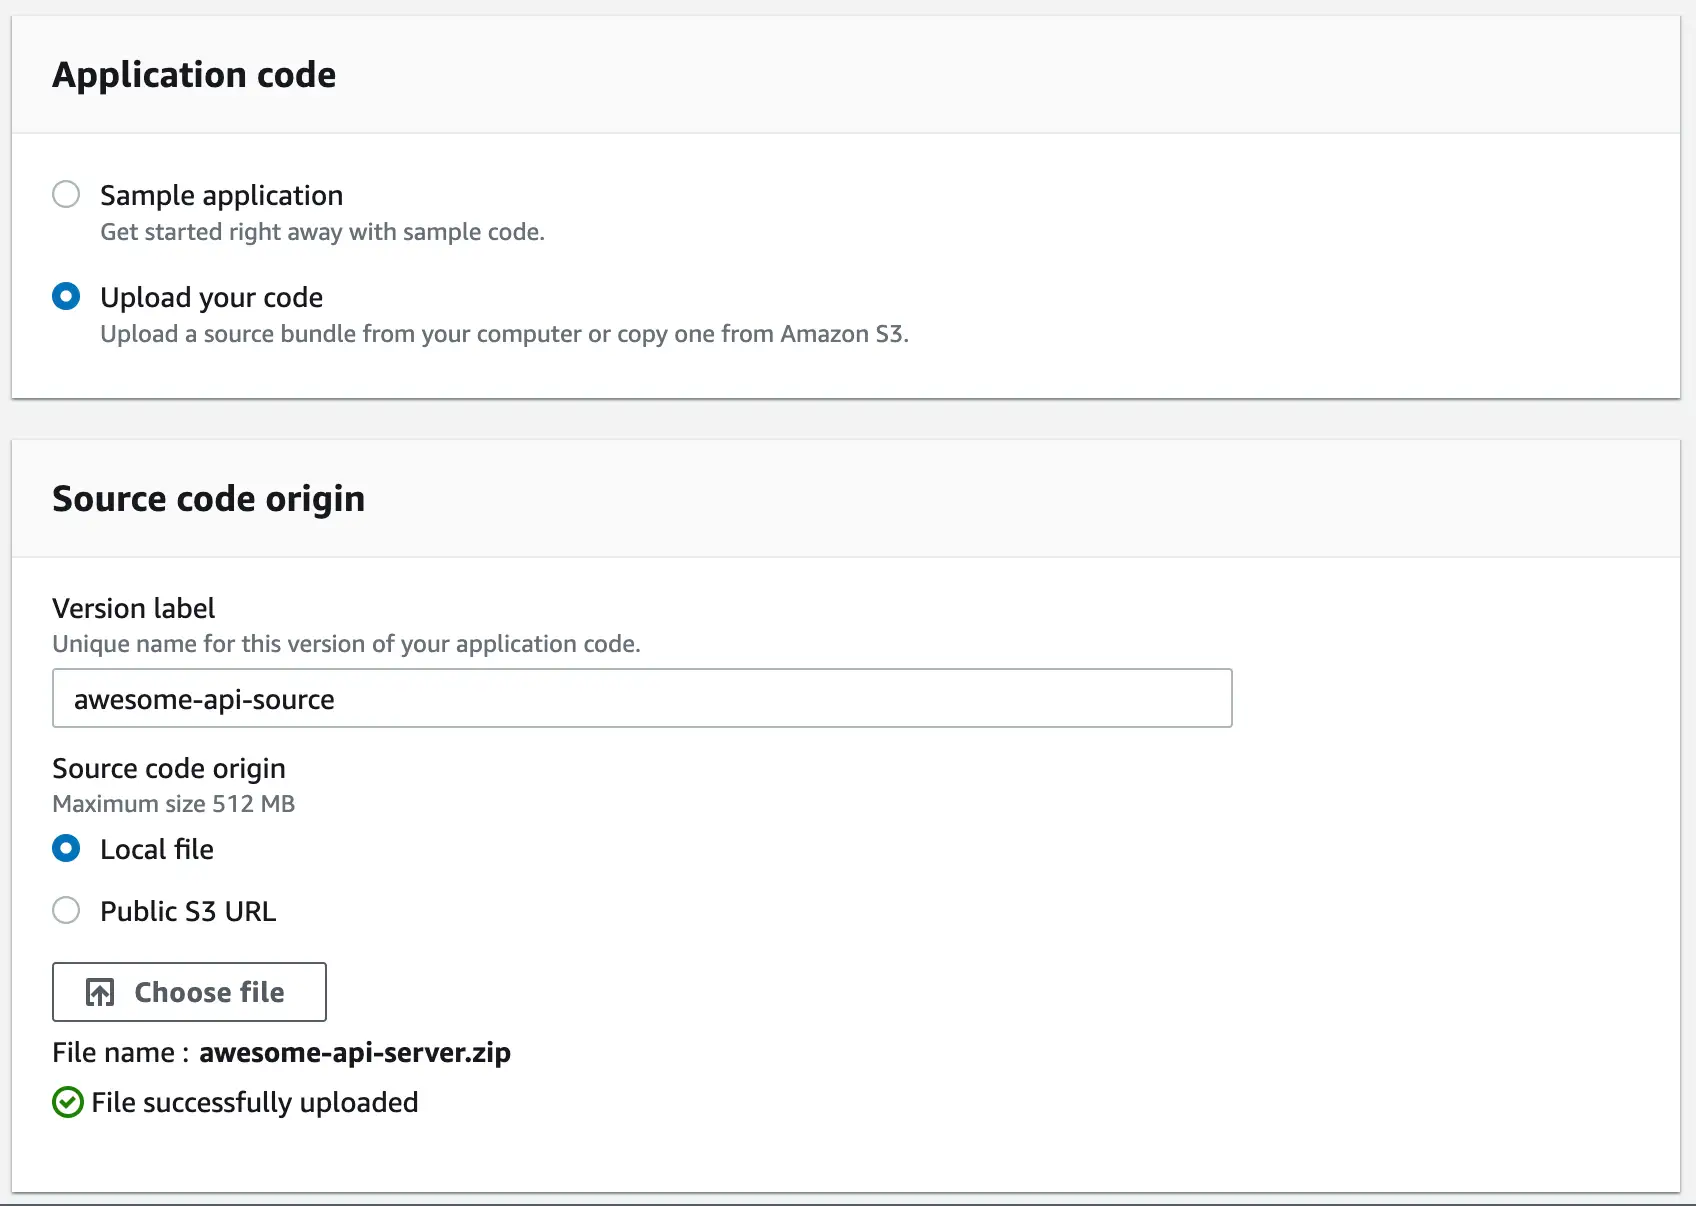 Application code
Sample application
Get started right away with sample code.
Upload your code
Upload a source bundle from your computer or copy one from Amazon S3.
Source code origin
Version label
Unique name for this version of your application code.
awesome-api-source
Source code origin
Maximum size 512 MB
Local file
Public S3 URL
Choose file
File name : awesome-api-server.zip
File successfully uploaded